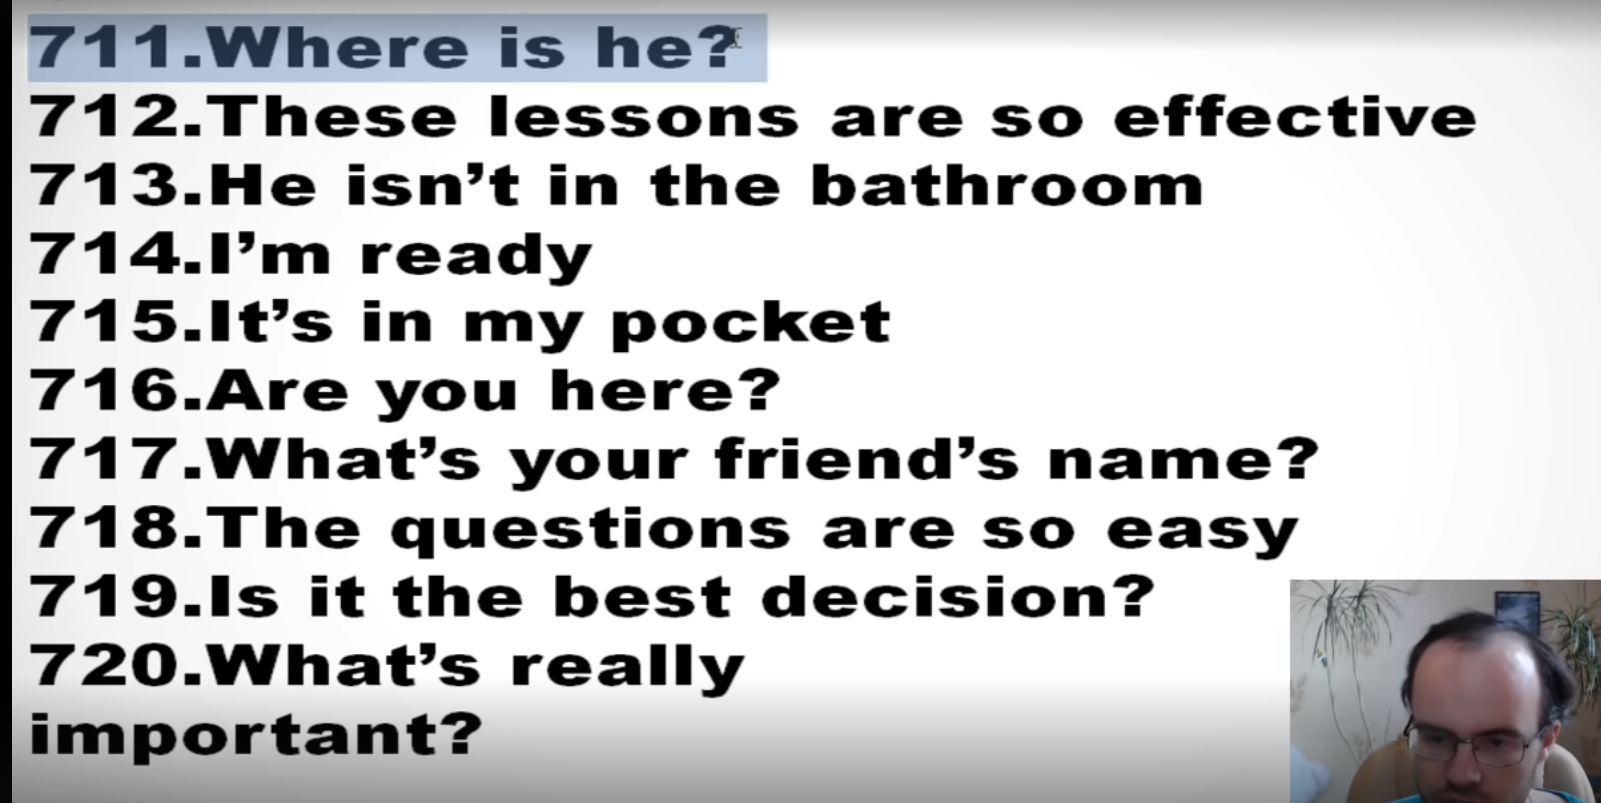 711.Where is he?
712.These lessons are so effective
713.He isn’t in the bathroom
714.I’m ready
715.It’s in my pocket
716.Are you here?
717.What’s your friend’s name?
718.The questions are so easy
719.Is it the best decision?
720.What’s really
important?